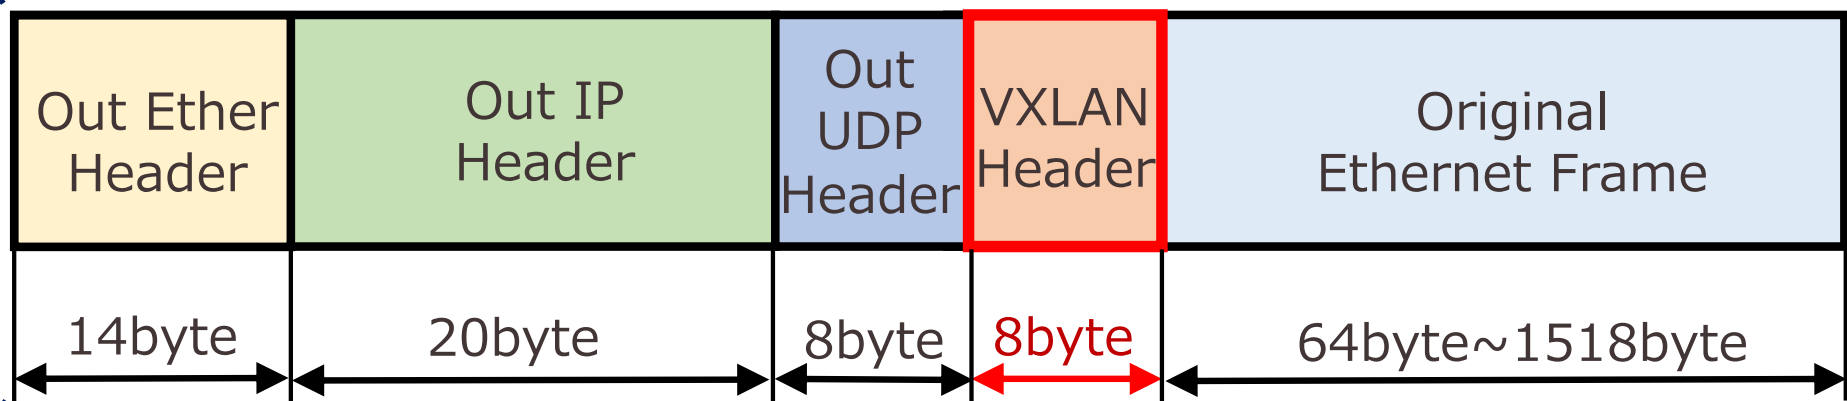 Out Ether
Header
Out IP
Header
Out
UDP
Header
VXLAN
Header
Original
Ethernet Frame
14byte
20byte
8byte
8byte
64byte~1518byte